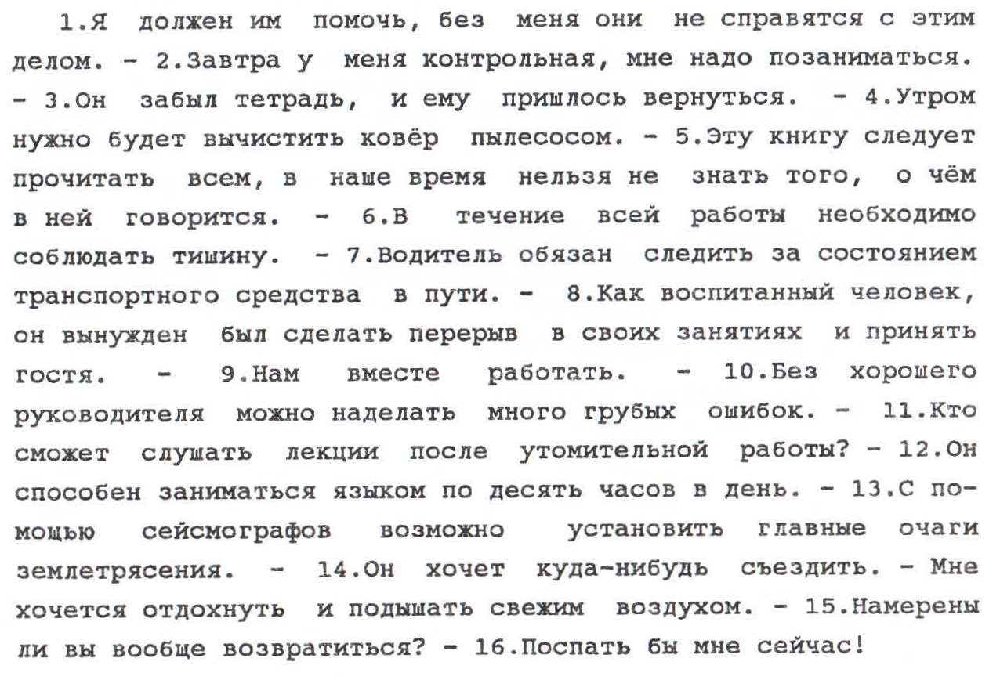 1.Я должен им помочь, без меня они не справятся с этим
делом. - 2.Завтра у меня контрольная, мне надо позаниматься.
- 3.Он забыл тетрадь, и ему пришлось вернуться. - 4.Утром
нужно будет вычистить ковёр пылесосом. - 5.Эту книгу следует
прочитать всем, в наше время нельзя не знать того, о чём
в ней говорится. - 6.В течение всей работы необходимо
соблюдать тишину. - 7.Водитель обязан следить за состоянием
транспортного средства в пути. - 8.Как воспитанный человек,
он вынужден был сделать перерыв в своих занятиях и принять
гостя. - 9.Нам вместе работать. - 10.Без хорошего
руководителя можно наделать много грубых ошибок. - 11.Кто
сможет слушать лекции после утомительной работы? - 12.Он
способен заниматься языком по десять часов в день. - 13.С по-
мощью сейсмографов возможно установить главные очаги
землетрясения. - 14.Он хочет куда-нибудь съездить. - Мне
хочется отдохнуть и подышать свежим воздухом. - 15.Намерены
ли вы вообще возвратиться? - 16.Поспать бы мне сейчас!